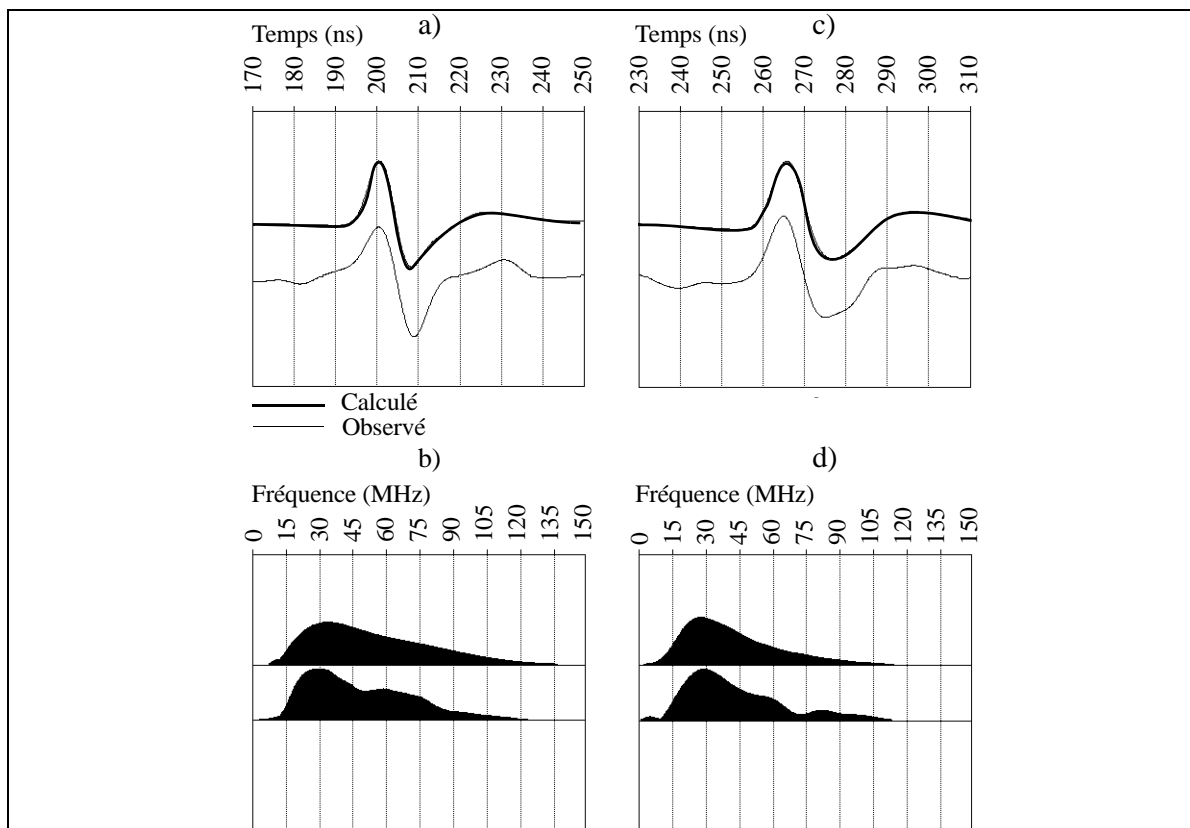 a)
Temps (ns)
170 180 190 200 210 220 230 240 250
c)
Temps (ns)
230 240 250 260 270 280 290 300 310
Calculé
Observé
b)
Fréquence (MHz)
0 15 30 45 60 75 90 105 120 135 150
d)
Fréquence (MHz)
0 15 30 45 60 75 90 105 120 135 150